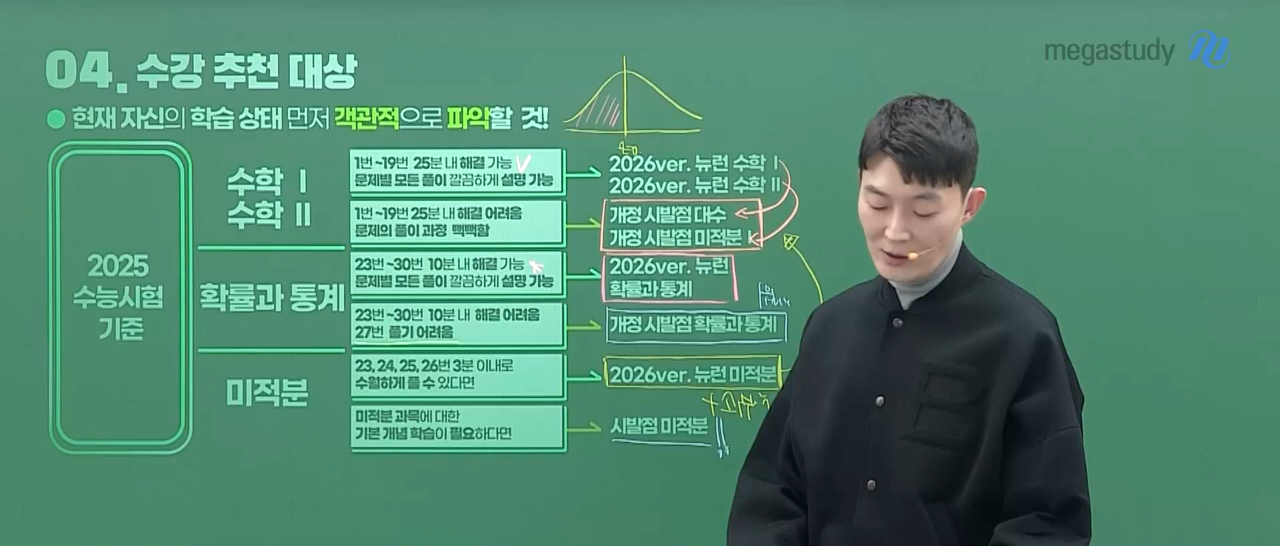 megastudy
04. 수강 추천 대상
현재 자신의 학습 상태 먼저 객관적으로 파악할 것!
2025
수능시험
기준
수학 Ⅰ
수학 Ⅱ
1번~19번 25분 내 해결 가능
문제별 모든 풀이 깔끔하게 설명 가능
2026ver. 뉴런 수학 Ⅰ
2026ver. 뉴런 수학 Ⅱ
1번~19번 25분 내 해결 어려움
문제의 풀이 과정 빽빽함
개정 시발점 대수
개정 시발점 미적분 Ⅰ
확률과 통계
23번~30번 10분 내 해결 가능
문제별 모든 풀이 깔끔하게 설명 가능
2026ver. 뉴런
확률과 통계
23번~30번 10분 내 해결 어려움
27번 풀기 어려움
개정 시발점 확률과 통계
미적분
23, 24, 25, 26번 3분 이내로
수월하게 풀 수 있다면
2026ver. 뉴런 미적분
미적분 과목에 대한
기본 개념 학습이 필요하다면
시발점 미적분